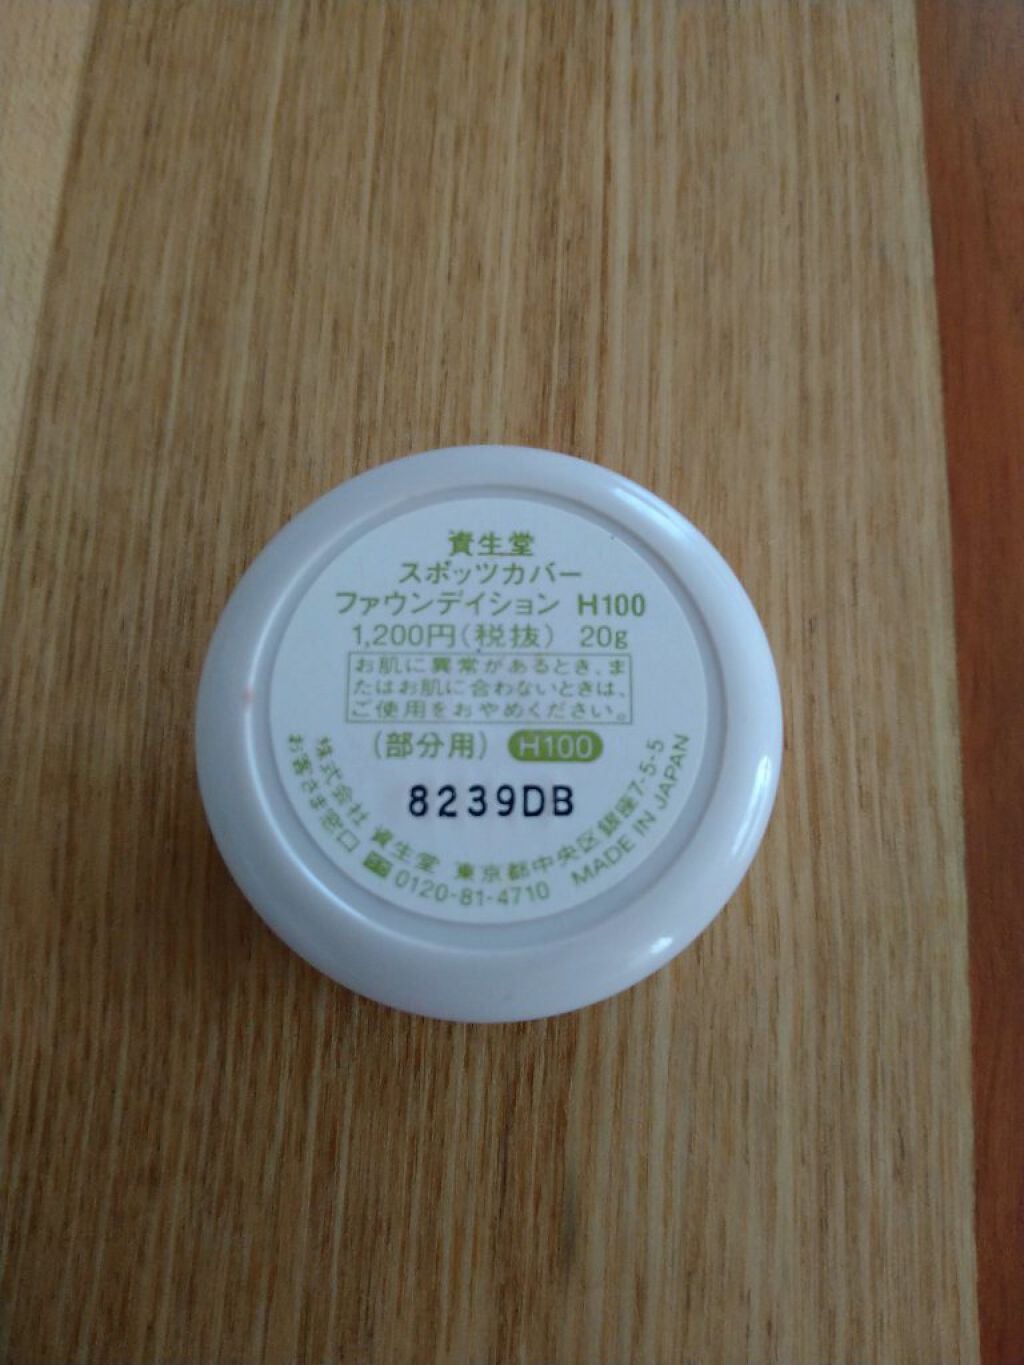 資生堂
スポッツカバー
ファウンデイション H100
1,200円(税抜) 20g
お肌に異常があるとき、ま
たはお肌に合わないときは、
ご使用をおやめください。
(部分用) H100
8239DB
株式会社 資生堂 東京都中央区銀座7-5-5
お客さま窓口 0120-81-4710 MADE IN JAPAN